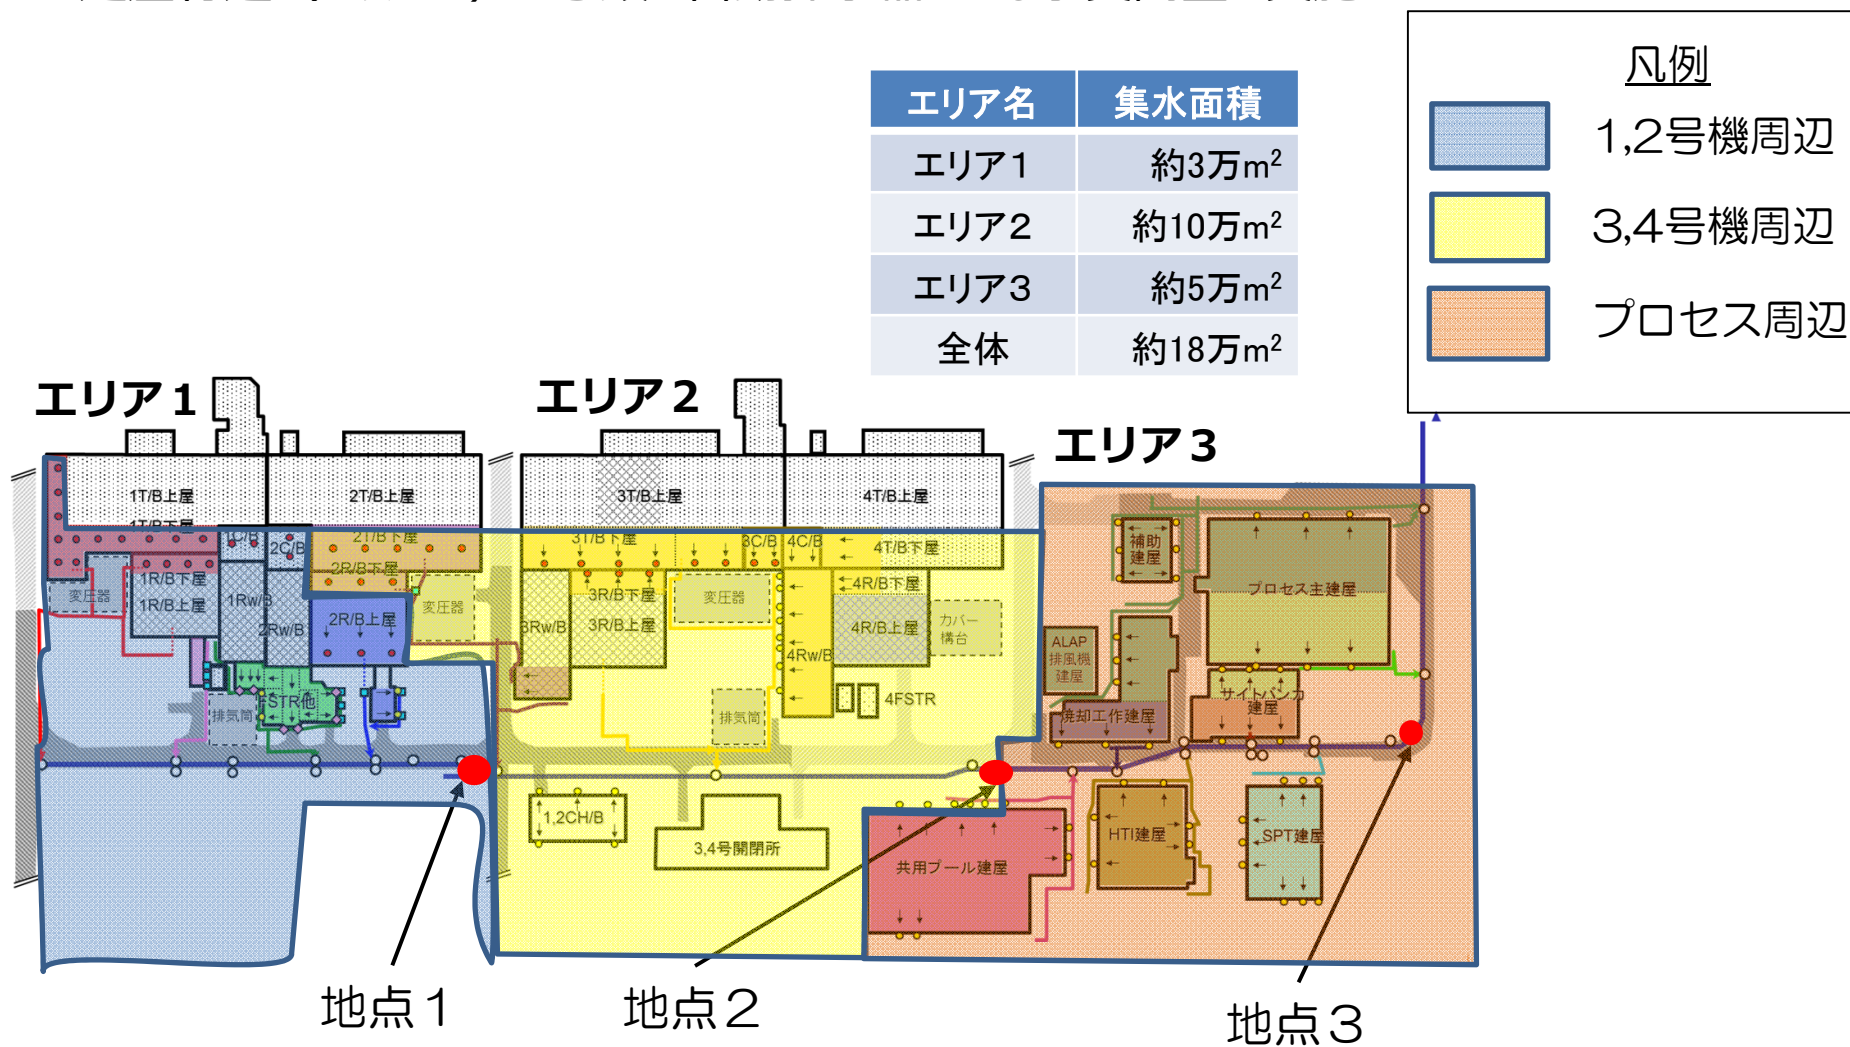 エリア名 集水面積
エリア1 約3万m²
エリア2 約10万m²
エリア3 約5万m²
全体 約18万m²
凡例
1,2号機周辺
3,4号機周辺
プロセス周辺
エリア1
エリア2
エリア3
1T/B上屋
2T/B上屋
3T/B上屋
4T/B上屋
1T/B下屋
1C/B
2C/B
2T/B下屋
3T/B下屋
3C/B
4C/B
4T/B下屋
補助
建屋
プロセス主建屋
変圧器
1R/B下屋
1R/B上屋
1Rw/B
2Rw/B
2R/B下屋
2R/B上屋
変圧器
3Rw/B
3R/B下屋
3R/B上屋
変圧器
4Rw/B
4R/B下屋
4R/B上屋
カバー
構台
ALAP
排風機
建屋
排気筒
FSTR他
排気筒
4FSTR
焼却工作建屋
サイトバンカ
建屋
1,2CH/B
3,4号開閉所
共用プール建屋
HTI建屋
SPT建屋
地点1
地点2
地点3